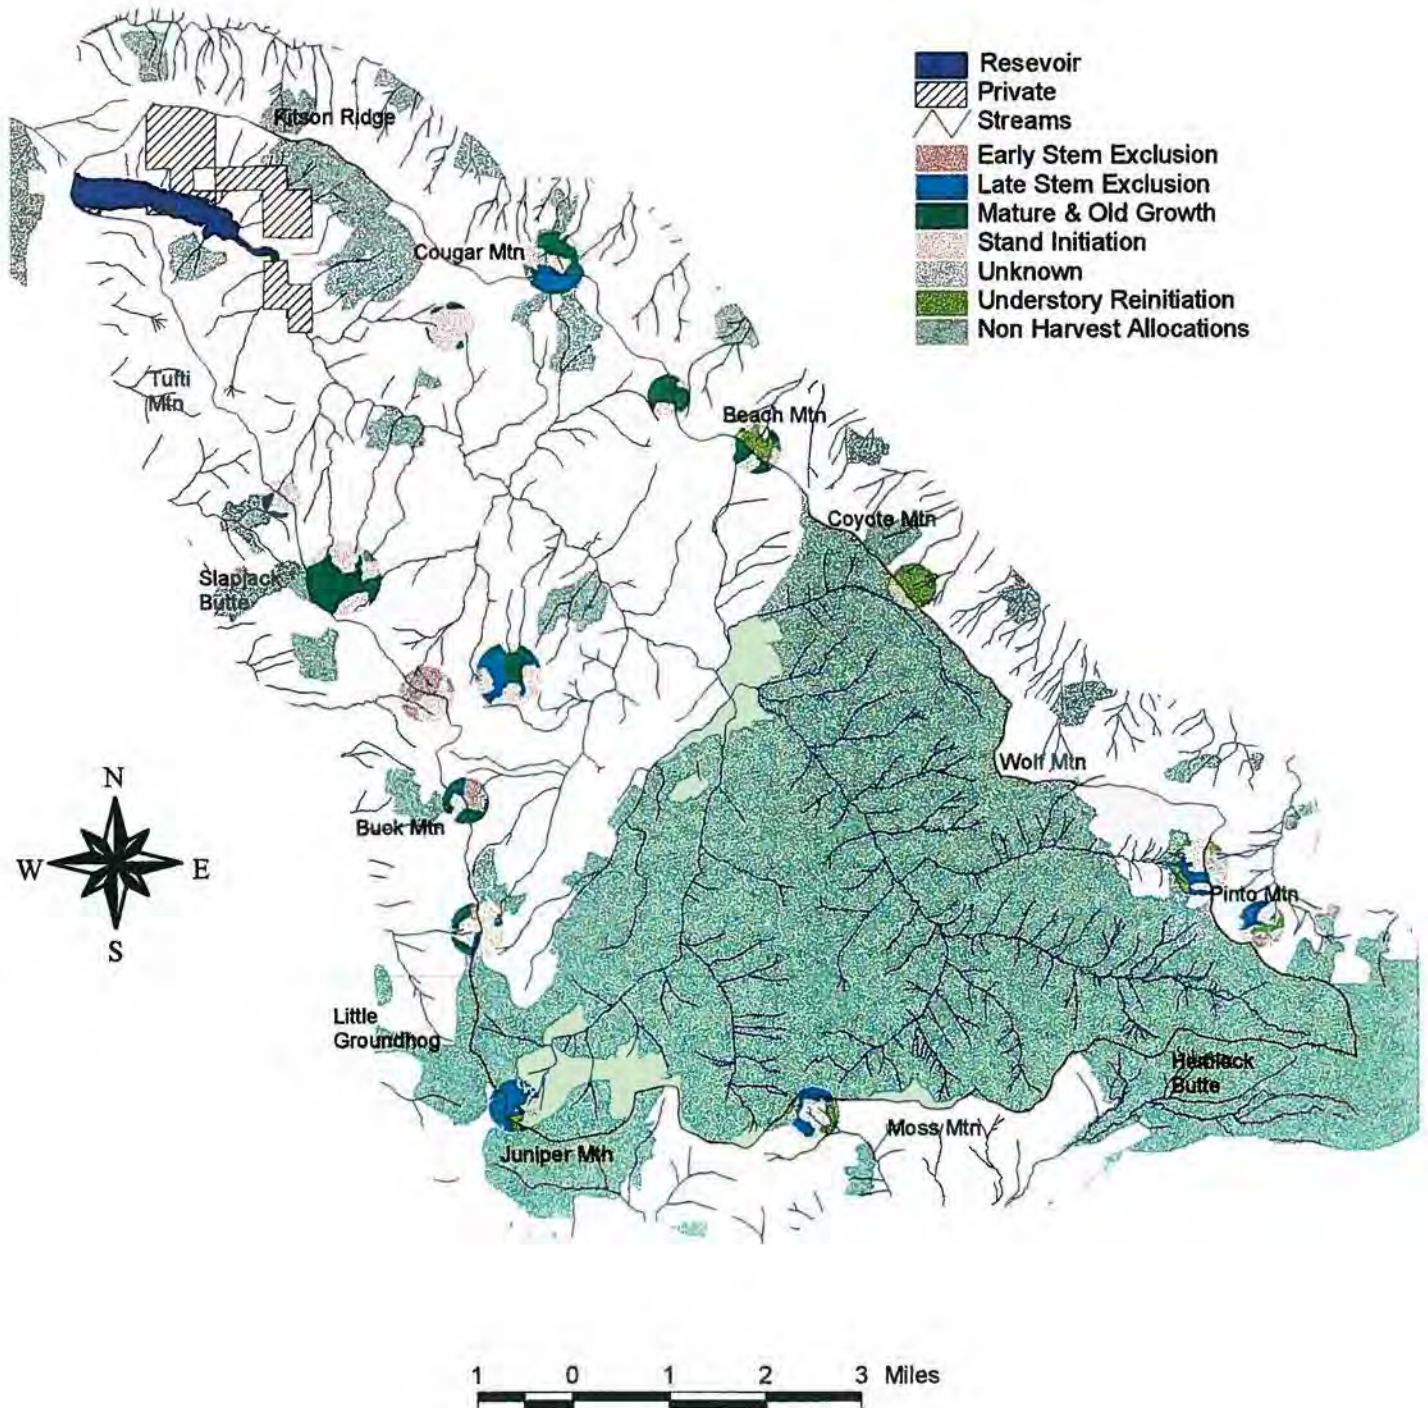 Resevoir
Private
Streams
Early Stem Exclusion
Late Stem Exclusion
Mature & Old Growth
Stand Initiation
Unknown
Understory Reinitiation
Non Harvest Allocations
Kitson Ridge
Cougar Mtn
Tufti
Mtn
Beach Mtn
Coyote Mtn
Slapjack
Butte
Wolf Mtn
Buck Mtn
Pinto Mtn
Little
Groundhog
Hemlock
Butte
Moss Mtn
Juniper Mtn
N
W
E
S
1 0 1 2 3 Miles